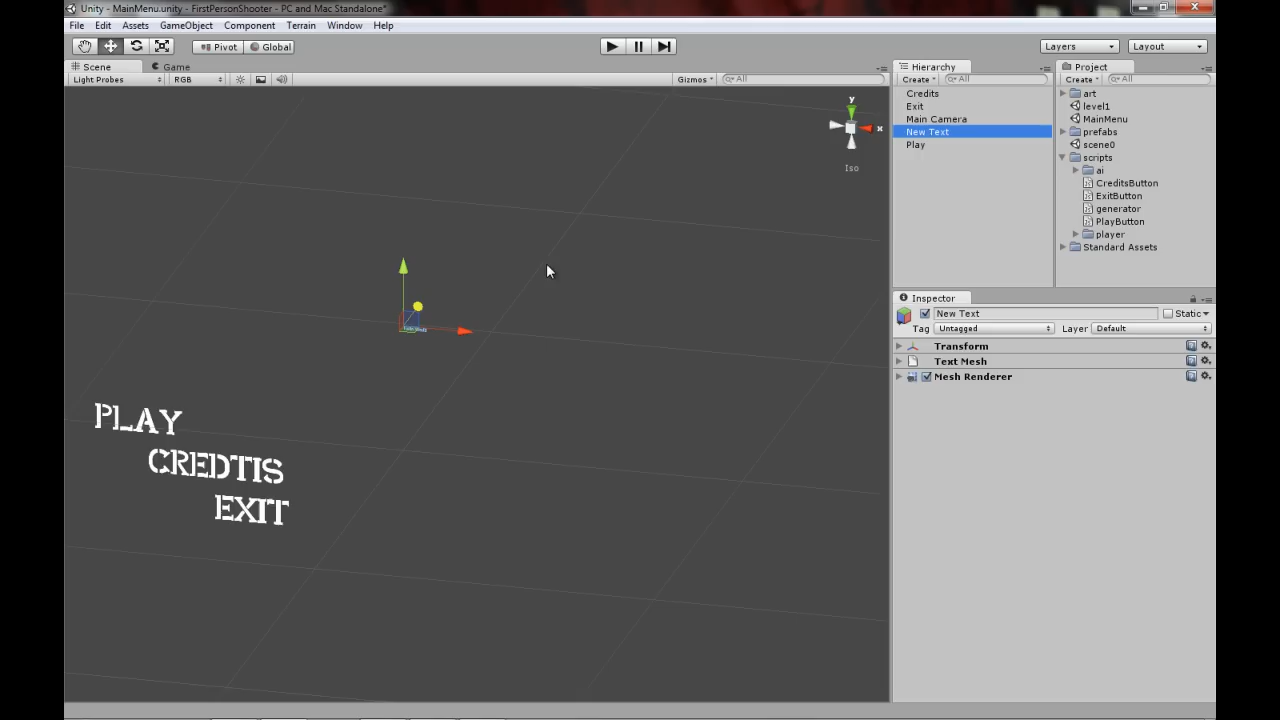 Unity - MainMenu.unity - FirstPersonShooter - PC and Mac Standalone*
File Edit Assets GameObject Component Terrain Window Help
Pivot Global Layers Layout
Scene Game
Light Probes RGB Gizmos All
Hierarchy
Create All
Credits
Exit
Main Camera
New Text
Play
Project
Create All
art
level1
MainMenu
prefabs
scene0
scripts
ai
CreditsButton
ExitButton
generator
PlayButton
player
Standard Assets
y
x
Iso
PLAY
CREDTIS
EXIT
Inspector
New Text Static
Tag Untagged Layer Default
Transform
Text Mesh
Mesh Renderer